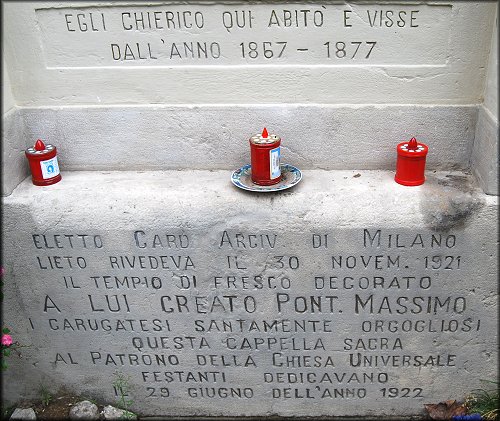 EGLI CHIERICO QUI ABITÒ E VISSE
DALL'ANNO 1867-1877
ELETTO CARD. ARCIV. DI MILANO
LIETO RIVEDEVA IL 30 NOVEM. 1921
IL TEMPIO DI FRESCO DECORATO
A LUI CREATO PONT. MASSIMO
I CARUGATESI SANTAMENTE ORGOGLIOSI
QUESTA CAPPELLA SACRA
AL PATRONO DELLA CHIESA UNIVERSALE
FESTANTI DEDICAVANO
IL 29 GIUGNO DELL'ANNO 1922